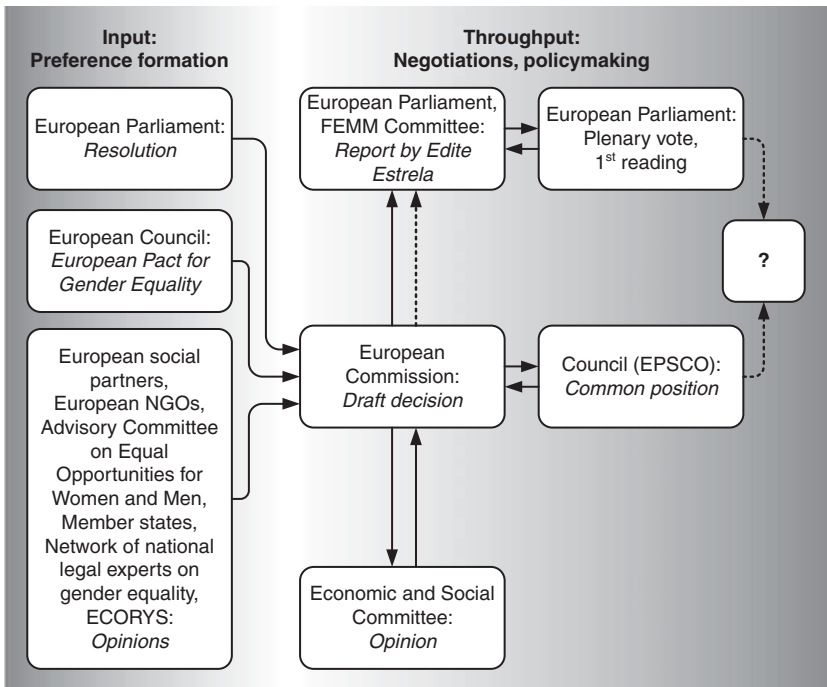 Input:
Preference formation
Throughput:
Negotiations, policymaking
European Parliament:
Resolution
European Council:
European Pact for
Gender Equality
European social
partners,
European NGOs,
Advisory Committee
on Equal
Opportunities for
Women and Men,
Member states,
Network of national
legal experts on
gender equality,
ECORYS:
Opinions
European Parliament,
FEMM Committee:
Report by Edite
Estrela
European Parliament:
Plenary vote,
1st reading
?
European
Commission:
Draft decision
Council (EPSCO):
Common position
Economic and Social
Committee:
Opinion